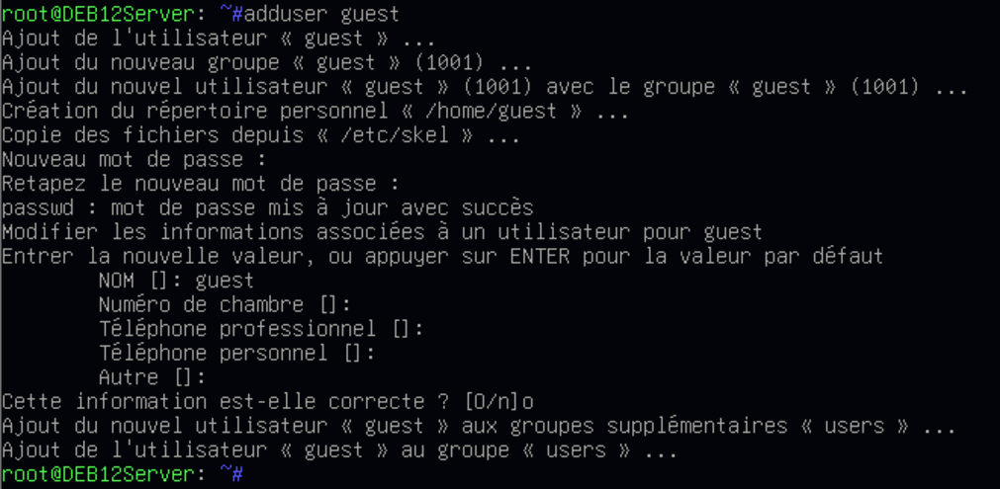 root@DEB12Server: ~#adduser guest
Ajout de l'utilisateur « guest » ...
Ajout du nouveau groupe « guest » (1001) ...
Ajout du nouvel utilisateur « guest » (1001) avec le groupe « guest » (1001) ...
Création du répertoire personnel « /home/guest » ...
Copie des fichiers depuis « /etc/skel » ...
Nouveau mot de passe :
Retapez le nouveau mot de passe :
passwd : mot de passe mis à jour avec succès
Modifier les informations associées à un utilisateur pour guest
Entrer la nouvelle valeur, ou appuyer sur ENTER pour la valeur par défaut
NOM []: guest
Numéro de chambre []:
Téléphone professionnel []:
Téléphone personnel []:
Autre []:
Cette information est-elle correcte ? [O/n]o
Ajout du nouvel utilisateur « guest » aux groupes supplémentaires « users » ...
Ajout de l'utilisateur « guest » au groupe « users » ...
root@DEB12Server: ~#